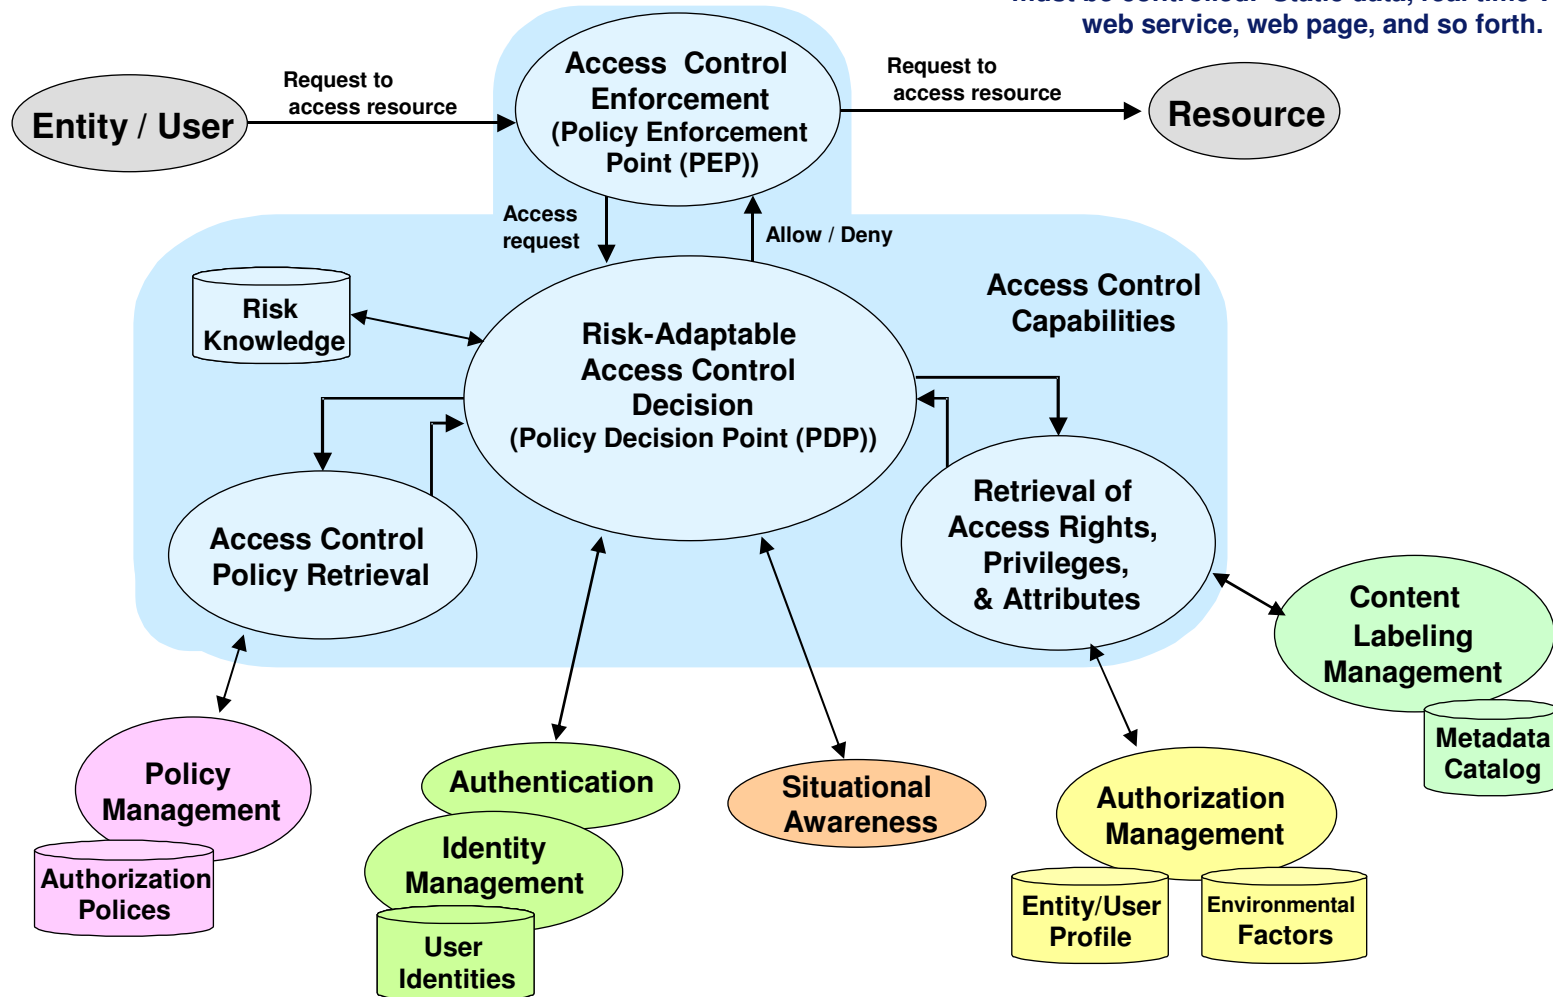 web service, web page, and so forth.
Entity / User
Request to
access resource
Access Control
Enforcement
(Policy Enforcement
Point (PEP))
Request to
access resource
Resource
Access
request
Allow / Deny
Access Control
Capabilities
Risk
Knowledge
Risk-Adaptable
Access Control
Decision
(Policy Decision Point (PDP))
Access Control
Policy Retrieval
Retrieval of
Access Rights,
Privileges,
& Attributes
Content
Labeling
Management
Metadata
Catalog
Policy
Management
Authorization
Polices
Authentication
Identity
Management
User
Identities
Situational
Awareness
Authorization
Management
Entity/User
Profile
Environmental
Factors